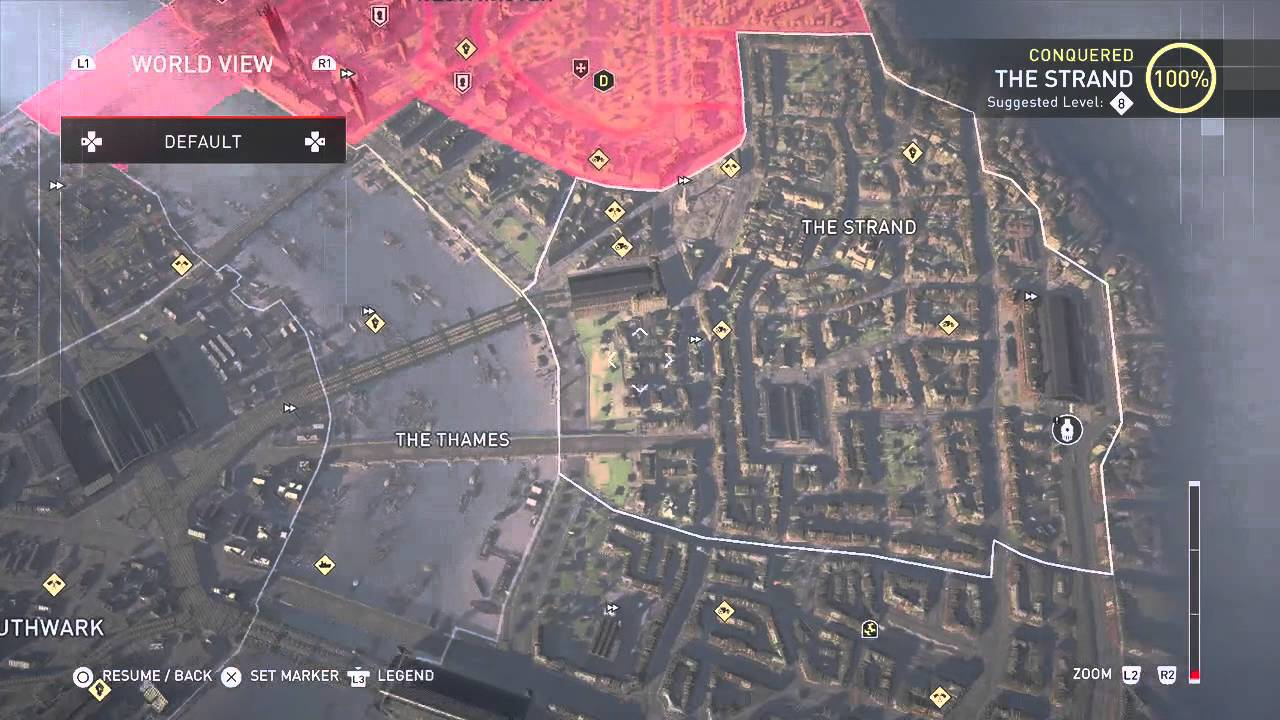 L1 WORLD VIEW R1
DEFAULT
CONQUERED
THE STRAND
100%
Suggested Level: 8
D
THE STRAND
THE THAMES
UTHWARK
RESUME / BACK SET MARKER L3 LEGEND
ZOOM L2 R2